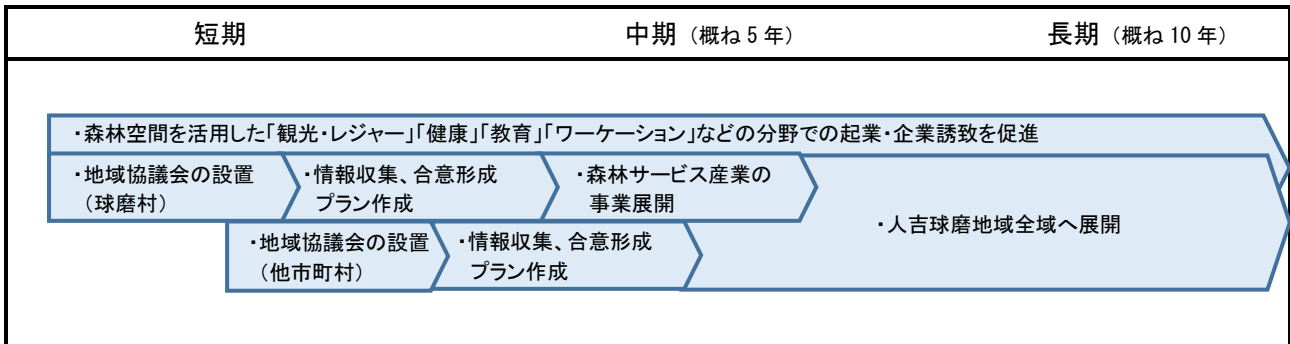 短期 中期（概ね5年） 長期（概ね10年）
・森林空間を活用した「観光・レジャー」「健康」「教育」「ワーケーション」などの分野での起業・企業誘致を促進
・地域協議会の設置
（球磨村）
・情報収集、合意形成
プラン作成
・森林サービス産業の
事業展開
・人吉球磨地域全域へ展開
・地域協議会の設置
（他市町村）
・情報収集、合意形成
プラン作成